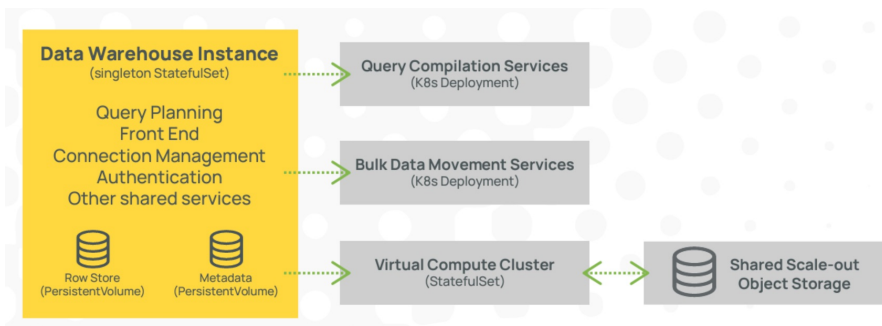 Data Warehouse Instance
(singleton StatefulSet)
Query Planning
Front End
Connection Management
Authentication
Other shared services
Row Store
(PersistentVolume)
Metadata
(PersistentVolume)
Query Compilation Services
(K8s Deployment)
Bulk Data Movement Services
(K8s Deployment)
Virtual Compute Cluster
(StatefulSet)
Shared Scale-out
Object Storage